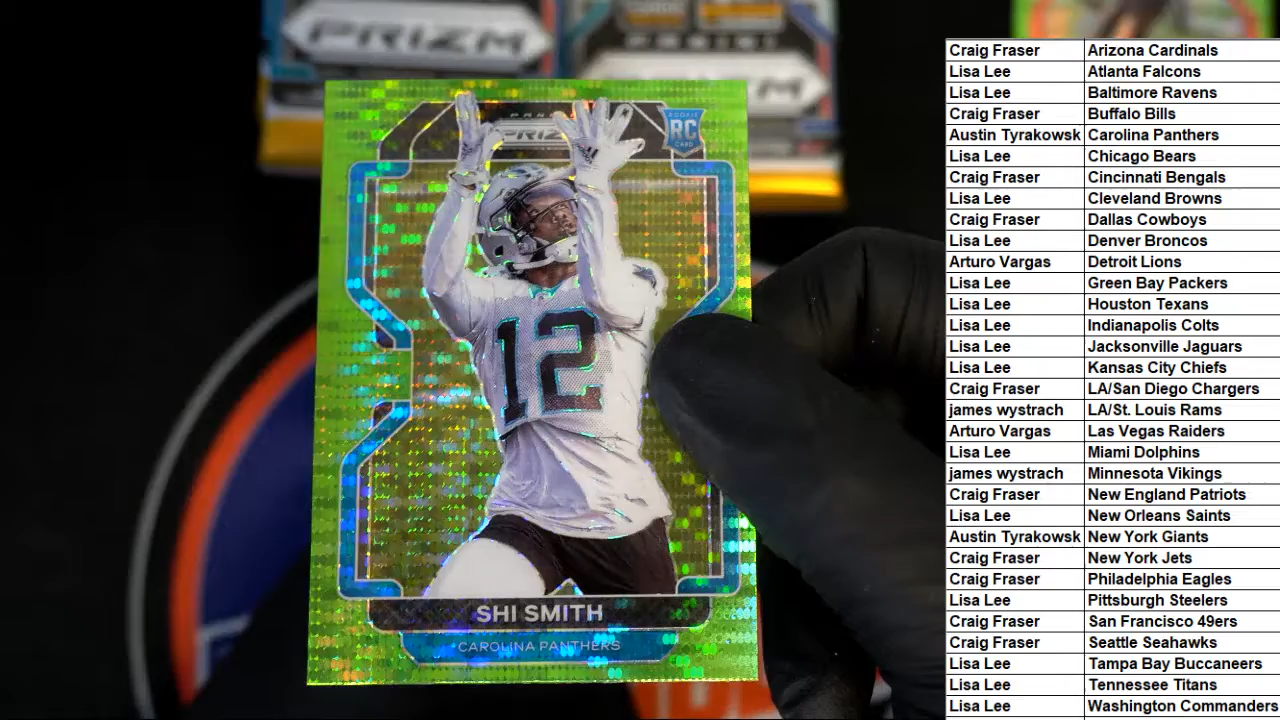 PRIZM
PANINI
PANINI
PRIZM
ROOKIE
RC
CARD
12
SHI SMITH
CAROLINA PANTHERS
Craig Fraser Arizona Cardinals
Lisa Lee Atlanta Falcons
Lisa Lee Baltimore Ravens
Craig Fraser Buffalo Bills
Austin Tyrakowsk Carolina Panthers
Lisa Lee Chicago Bears
Craig Fraser Cincinnati Bengals
Lisa Lee Cleveland Browns
Craig Fraser Dallas Cowboys
Lisa Lee Denver Broncos
Arturo Vargas Detroit Lions
Lisa Lee Green Bay Packers
Lisa Lee Houston Texans
Lisa Lee Indianapolis Colts
Lisa Lee Jacksonville Jaguars
Lisa Lee Kansas City Chiefs
Craig Fraser LA/San Diego Chargers
james wystrach LA/St. Louis Rams
Arturo Vargas Las Vegas Raiders
Lisa Lee Miami Dolphins
james wystrach Minnesota Vikings
Craig Fraser New England Patriots
Lisa Lee New Orleans Saints
Austin Tyrakowsk New York Giants
Craig Fraser New York Jets
Craig Fraser Philadelphia Eagles
Lisa Lee Pittsburgh Steelers
Craig Fraser San Francisco 49ers
Craig Fraser Seattle Seahawks
Lisa Lee Tampa Bay Buccaneers
Lisa Lee Tennessee Titans
Lisa Lee Washington Commanders